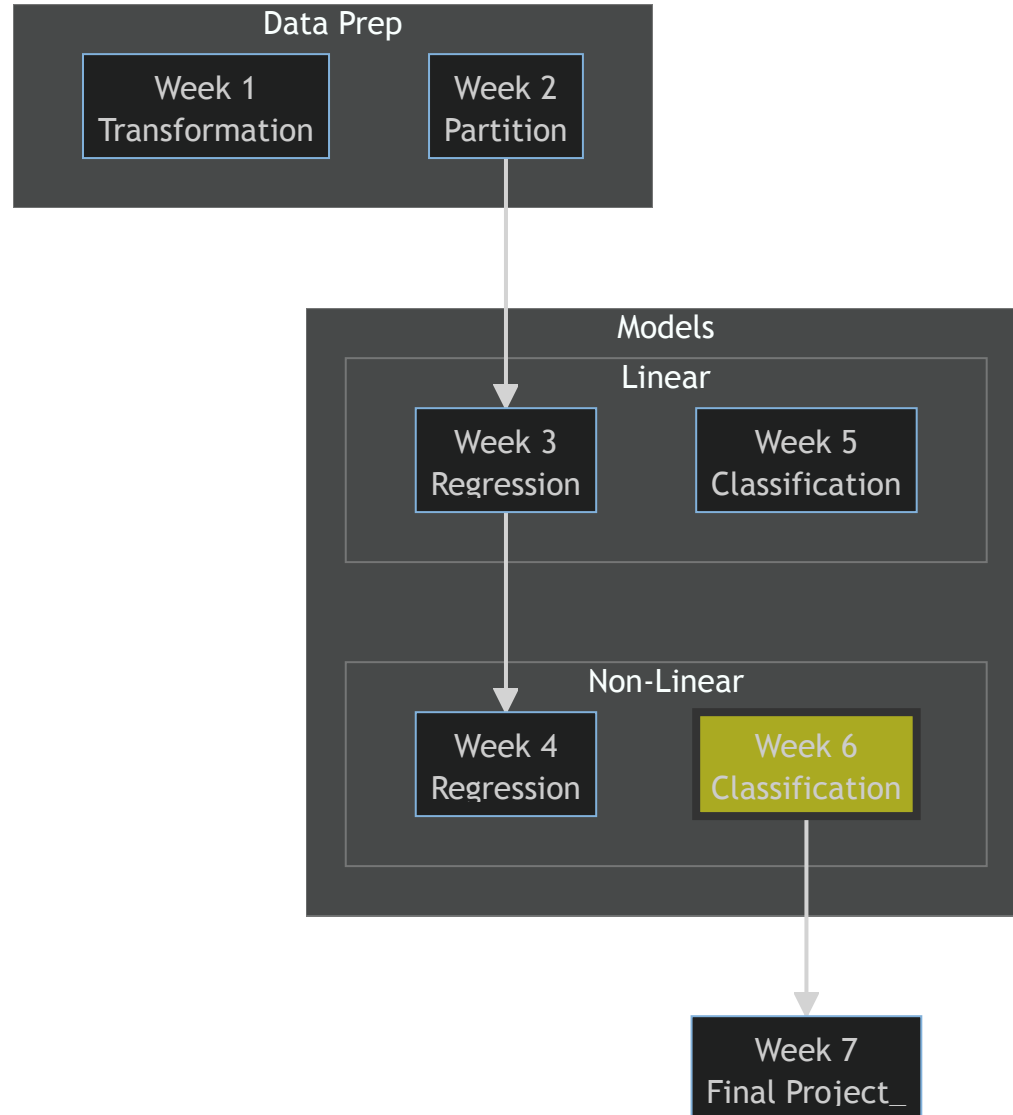 Data Prep
Week 1
Transformation
Week 2
Partition
Models
Linear
Week 3
Regression
Week 5
Classification
Non-Linear
Week 4
Regression
Week 6
Classification
Week 7
Final Project_